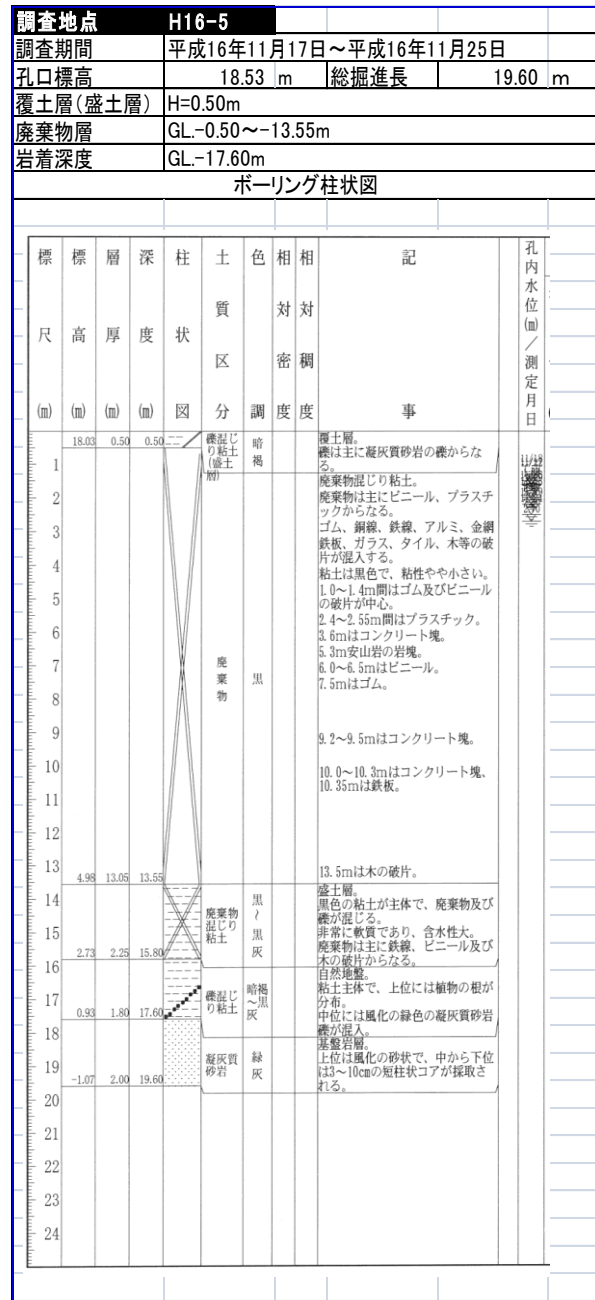 調査地点 H16-5
調査期間 平成16年11月17日～平成16年11月25日
孔口標高 18.53 m 総掘進長 19.60 m
覆土層(盛土層) H=0.50m
廃棄物層 GL.-0.50～-13.55m
岩着深度 GL.-17.60m
ボーリング柱状図
標尺(m) 標高(m) 層厚(m) 深度(m) 柱状図 土質区分 色調 相対密度 相対稠度 記事 孔内水位(m)／測定月日
18.03 0.50 0.50
礫混じり粘土(盛土層)
暗褐
覆土層。
礫は主に凝灰質砂岩の礫からな
る。
廃棄物
黒
廃棄物混じり粘土。
廃棄物は主にビニール、プラスチ
ックからなる。
ゴム、銅線、鉄線、アルミ、金網
鉄板、ガラス、タイル、木等の破
片が混入する。
粘土は黒色で、粘性やや小さい。
1.0～1.4m間はゴム及びビニール
の破片が中心。
2.4～2.55m間はプラスチック。
3.6mはコンクリート塊。
5.3m安山岩の岩塊。
6.0～6.5mはビニール。
7.5mはゴム。
9.2～9.5mはコンクリート塊。
10.0～10.3mはコンクリート塊、
10.35mは鉄板。
13.5mは木の破片。
4.98 13.05 13.55
廃棄物混じり粘土
黒～黒灰
盛土層。
黒色の粘土が主体で、廃棄物及び
礫が混じる。
非常に軟質であり、含水性大。
廃棄物は主に鉄線、ビニール及び
木の破片からなる。
2.73 2.25 15.80
礫混じり粘土
暗褐～黒灰
自然地盤。
粘土主体で、上位には植物の根が
分布。
中位には風化の緑色の凝灰質砂岩
礫が混入。
0.93 1.80 17.60
凝灰質砂岩
緑灰
基盤岩層。
上位は風化の砂状で、中から下位
は3～10cmの短柱状コアが採取さ
れる。
-1.07 2.00 19.60
1
2
3
4
5
6
7
8
9
10
11
12
13
14
15
16
17
18
19
20
21
22
23
24